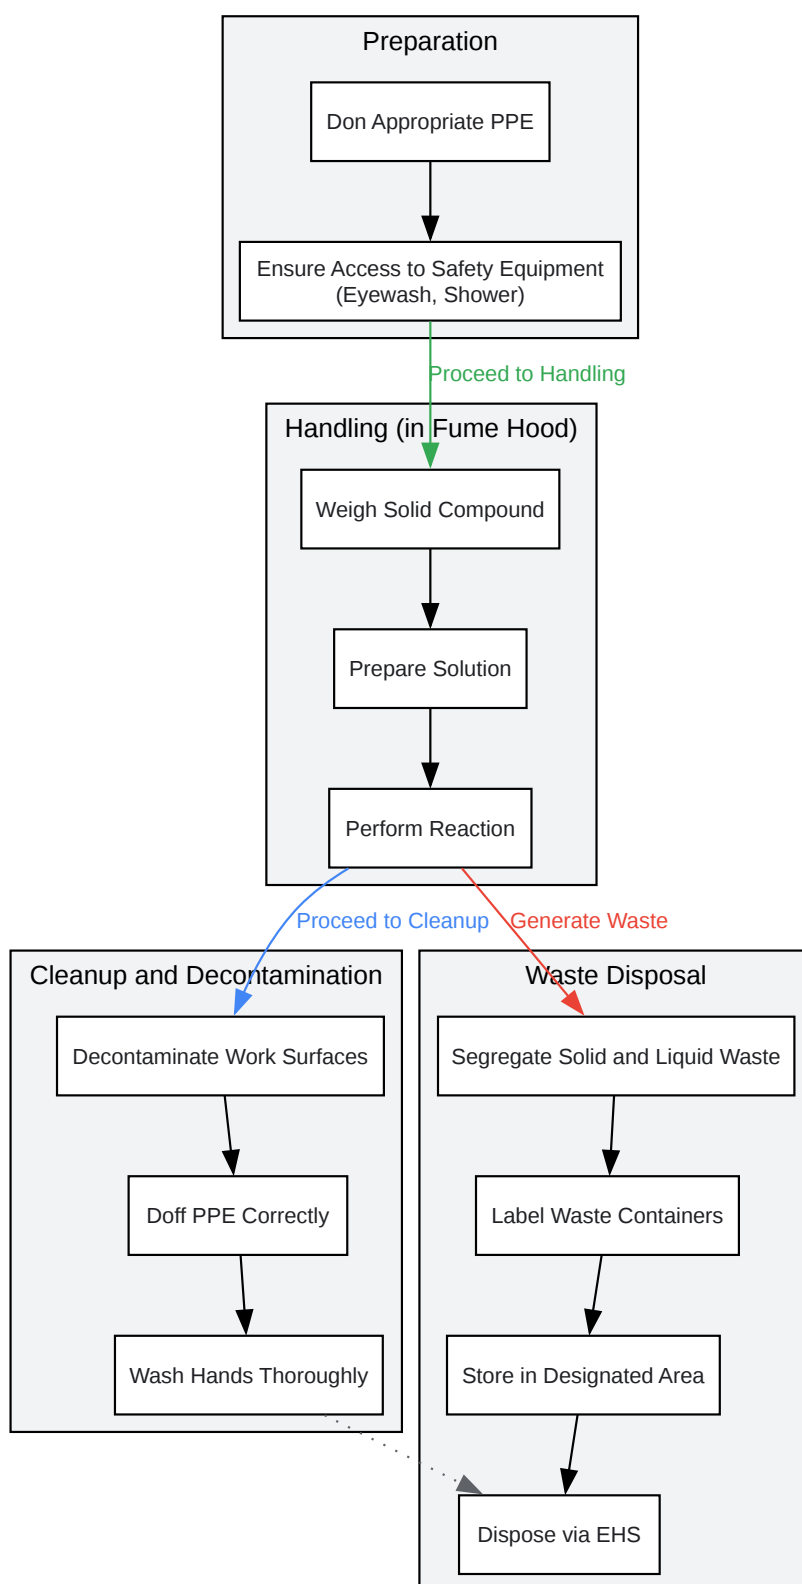 Preparation
Don Appropriate PPE
Ensure Access to Safety Equipment
(Eyewash, Shower)
Proceed to Handling
Handling (in Fume Hood)
Weigh Solid Compound
Prepare Solution
Perform Reaction
Proceed to Cleanup
Generate Waste
Cleanup and Decontamination
Decontaminate Work Surfaces
Doff PPE Correctly
Wash Hands Thoroughly
Waste Disposal
Segregate Solid and Liquid Waste
Label Waste Containers
Store in Designated Area
Dispose via EHS